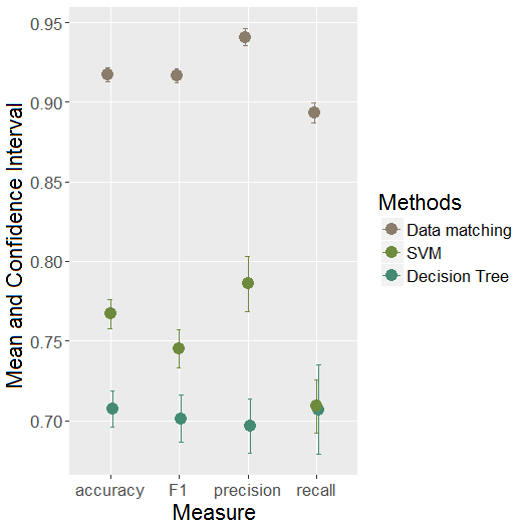 Mean and Confidence Interval
0.95
0.90
0.85
0.80
0.75
0.70
accuracy F1 precision recall
Measure
Methods
Data matching
SVM
Decision Tree